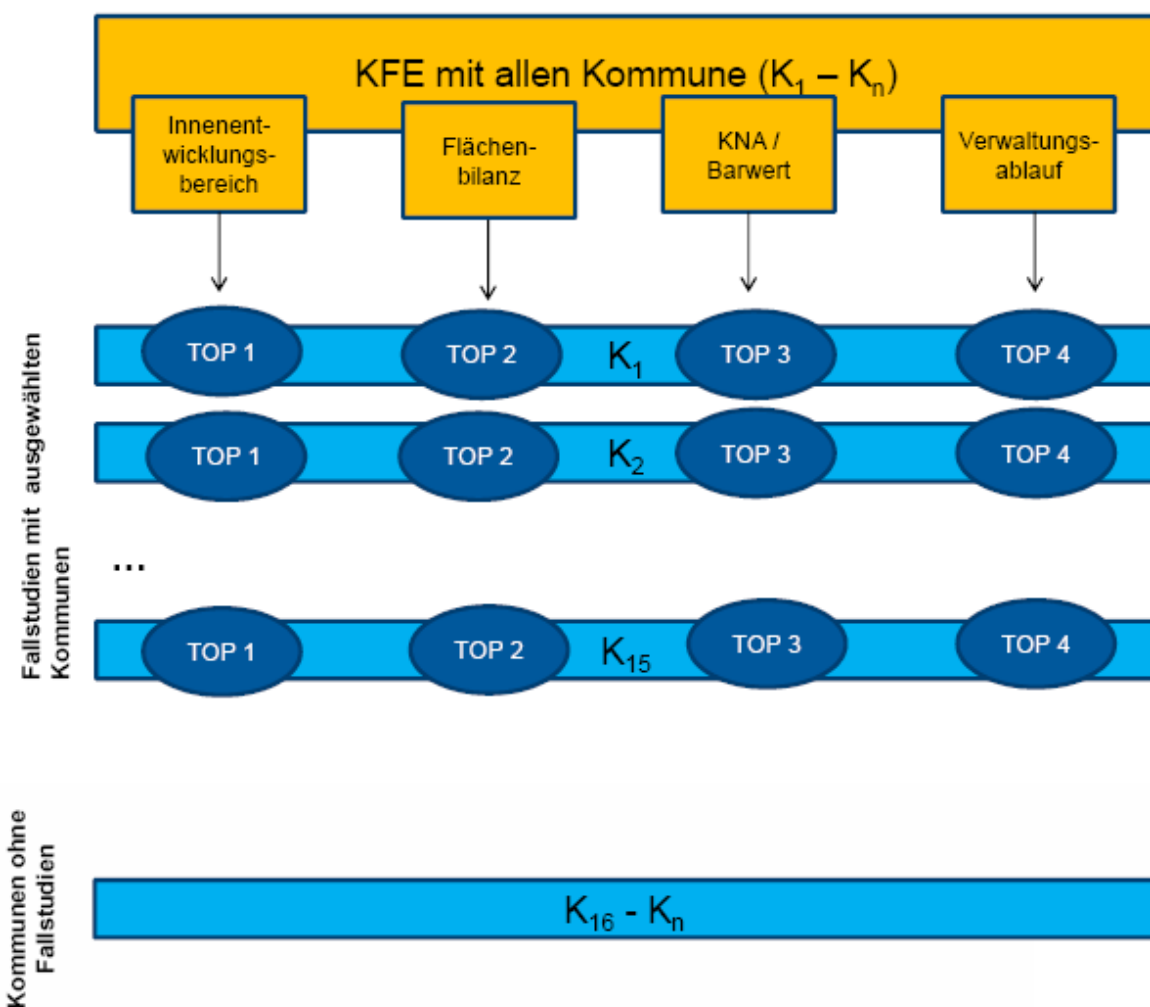 KFE mit allen Kommune (K₁ – Kₙ)
Innenent-
wicklungs-
bereich
Flächen-
bilanz
KNA /
Barwert
Verwaltungs-
ablauf
Fallstudien mit ausgewählten
Kommunen
TOP 1
TOP 2
K₁
TOP 3
TOP 4
TOP 1
TOP 2
K₂
TOP 3
TOP 4
...
TOP 1
TOP 2
K₁₅
TOP 3
TOP 4
Kommunen ohne
Fallstudien
K₁₆ - Kₙ